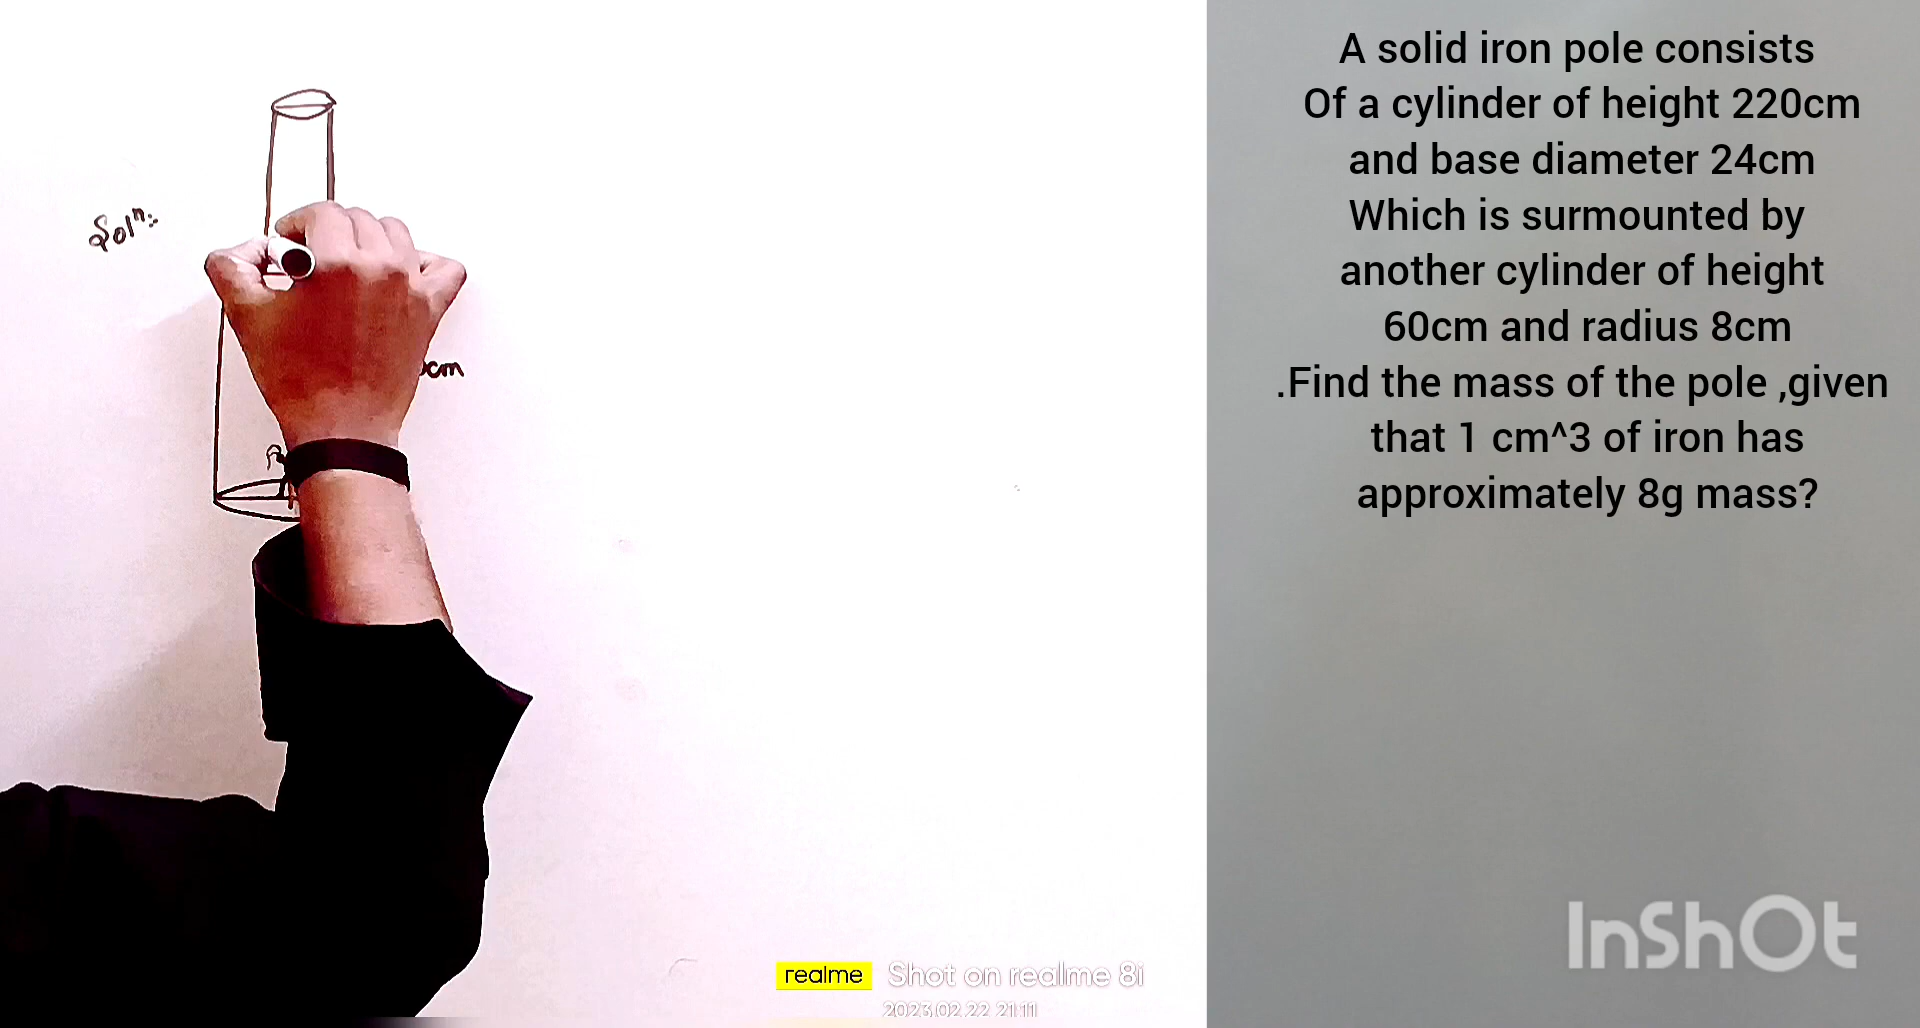 A solid iron pole consists
Of a cylinder of height 220cm
and base diameter 24cm
Which is surmounted by
another cylinder of height
60cm and radius 8cm
.Find the mass of the pole ,given
that 1 cm^3 of iron has
approximately 8g mass?
Solⁿ:
cm
InShOt
realme Shot on realme 8i
2023.02.22 21:11